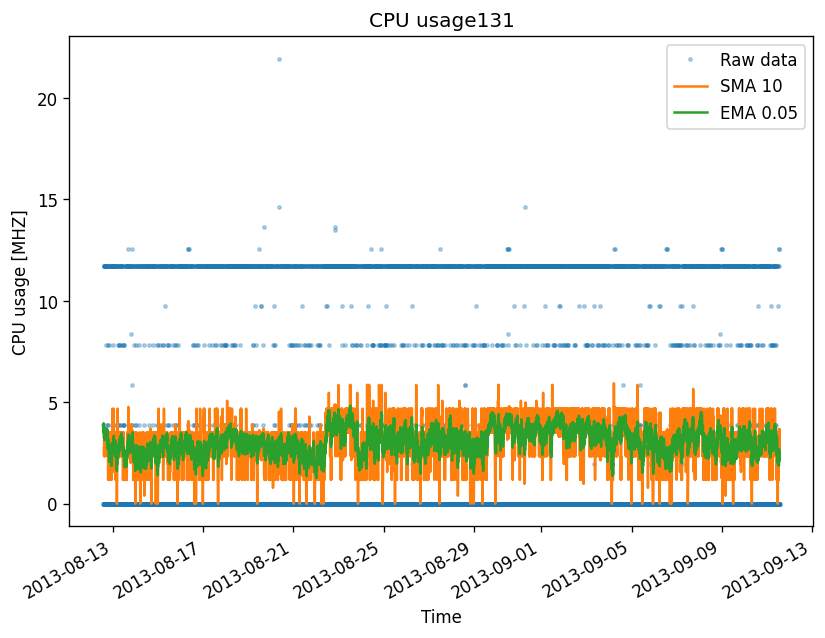 CPU usage131
Raw data
SMA 10
EMA 0.05
CPU usage [MHZ]
20
15
10
5
0
2013-08-13
2013-08-17
2013-08-21
2013-08-25
2013-08-29
2013-09-01
2013-09-05
2013-09-09
2013-09-13
Time